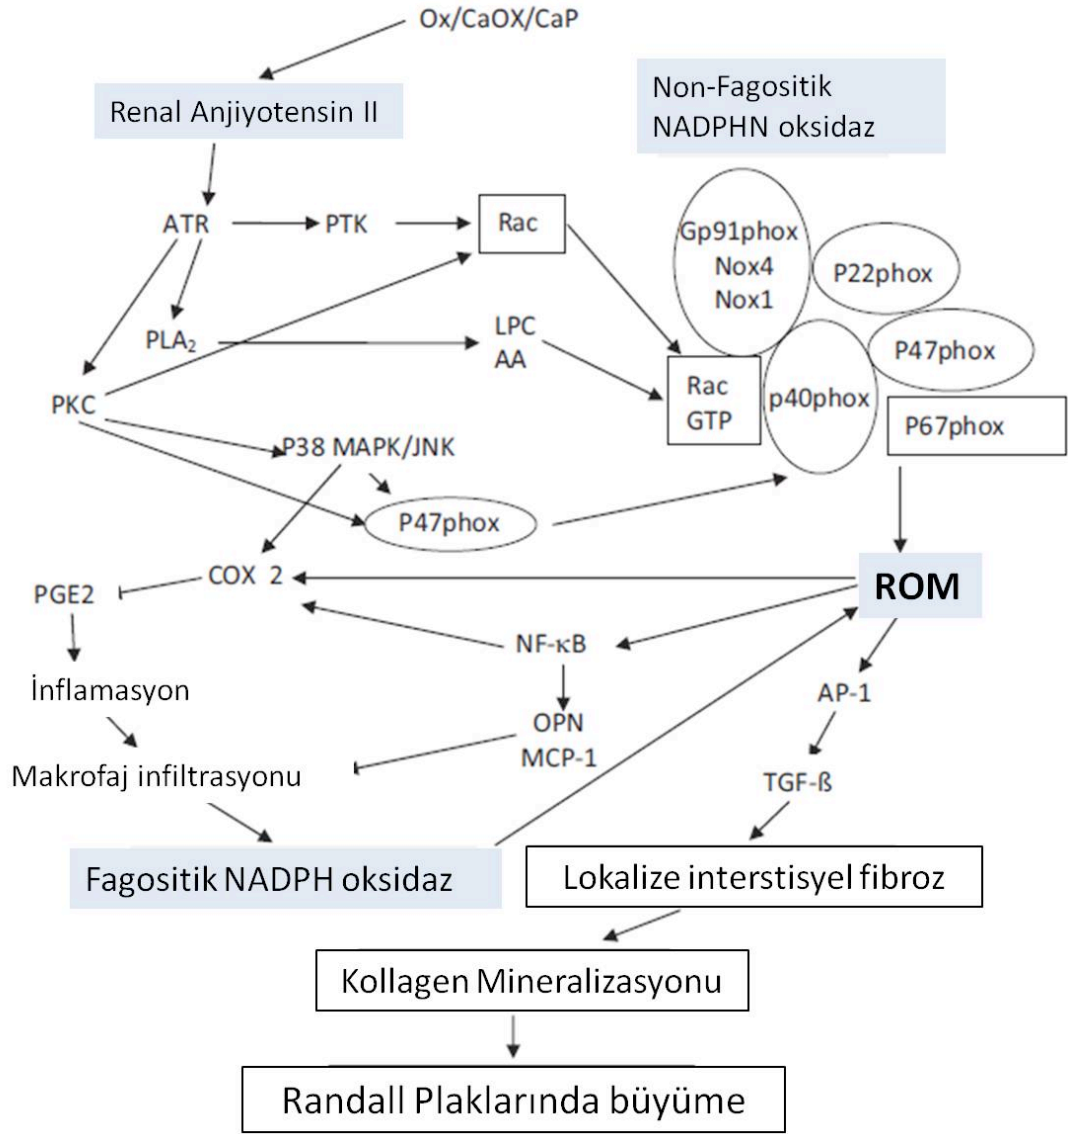 Ox/CaOX/CaP
Renal Anjiyotensin II
Non-Fagositik
NADPHN oksidaz
ATR
PTK
Rac
Gp91phox
Nox4
Nox1
P22phox
PLA₂
LPC
AA
P47phox
Rac
GTP
p40phox
P67phox
PKC
P38 MAPK/JNK
P47phox
COX 2
PGE2
ROM
NF-κB
İnflamasyon
AP-1
OPN
MCP-1
Makrofaj infiltrasyonu
TGF-ß
Fagositik NADPH oksidaz
Lokalize interstisyel fibroz
Kollagen Mineralizasyonu
Randall Plaklarında büyüme